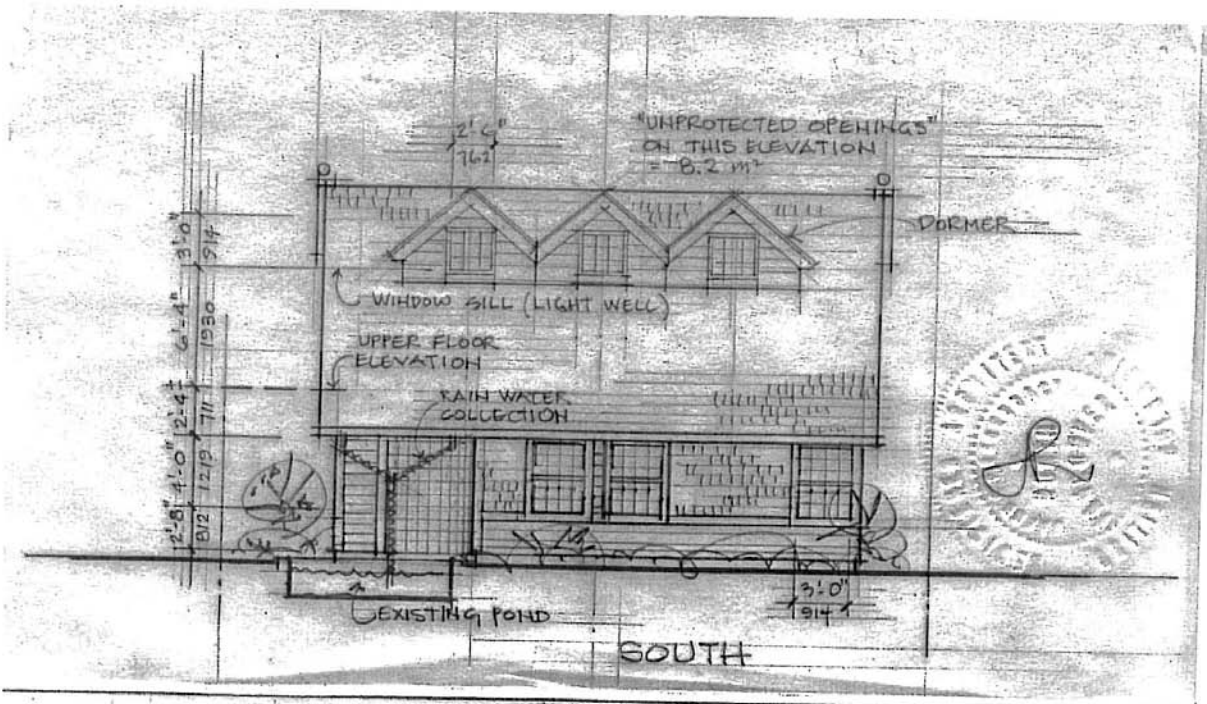 2'-6"
762
"UNPROTECTED OPENINGS"
ON THIS ELEVATION
= 8.2 m²
DORMER
WINDOW SILL (LIGHT WELL)
UPPER FLOOR
ELEVATION
RAIN WATER
COLLECTION
3'-0"
914
6'-4"
1930
2'-4"±
711
4'-0"
1219
2'-8"
812
EXISTING POND
3'-0"
914
SOUTH